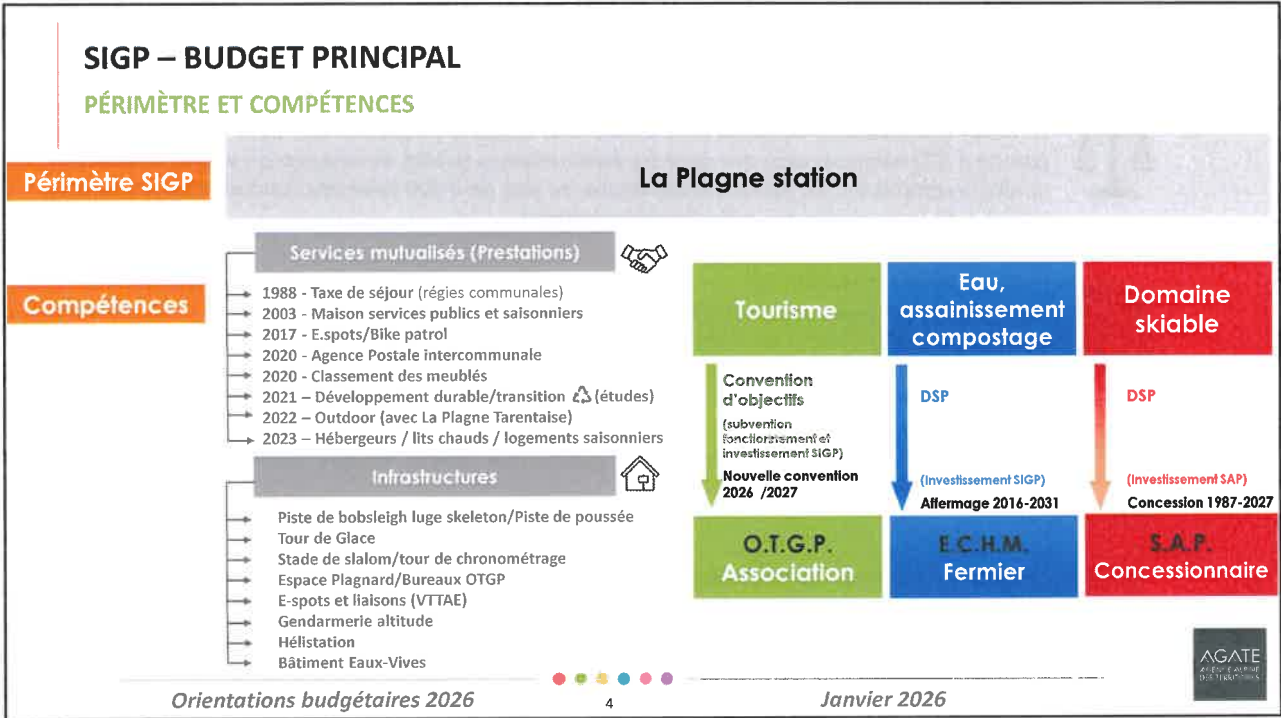 SIGP – BUDGET PRINCIPAL
PÉRIMÈTRE ET COMPÉTENCES
Périmètre SIGP
La Plagne station
Compétences
Services mutualisés (Prestations)
1988 - Taxe de séjour (régies communales)
2003 - Maison services publics et saisonniers
2017 - E.spots/Bike patrol
2020 - Agence Postale intercommunale
2020 - Classement des meublés
2021 – Développement durable/transition (études)
2022 – Outdoor (avec La Plagne Tarentaise)
2023 – Hébergeurs / lits chauds / logements saisonniers
Infrastructures
Piste de bobsleigh luge skeleton/Piste de poussée
Tour de Glace
Stade de slalom/tour de chronométrage
Espace Plagnard/Bureaux OTGP
E-spots et liaisons (VTTAE)
Gendarmerie altitude
Hélistation
Bâtiment Eaux-Vives
Tourisme
Convention
d'objectifs
(subvention
fonctionnement et
investissement SIGP)
Nouvelle convention
2026 /2027
O.T.G.P.
Association
Eau,
assainissement
compostage
DSP
(Investissement SIGP)
Affermage 2016-2031
E.C.H.M.
Fermier
Domaine
skiable
DSP
(Investissement SAP)
Concession 1987-2027
S.A.P.
Concessionnaire
AGATE
AGENCE ALPINE
DES TERRITOIRES
Orientations budgétaires 2026
4
Janvier 2026